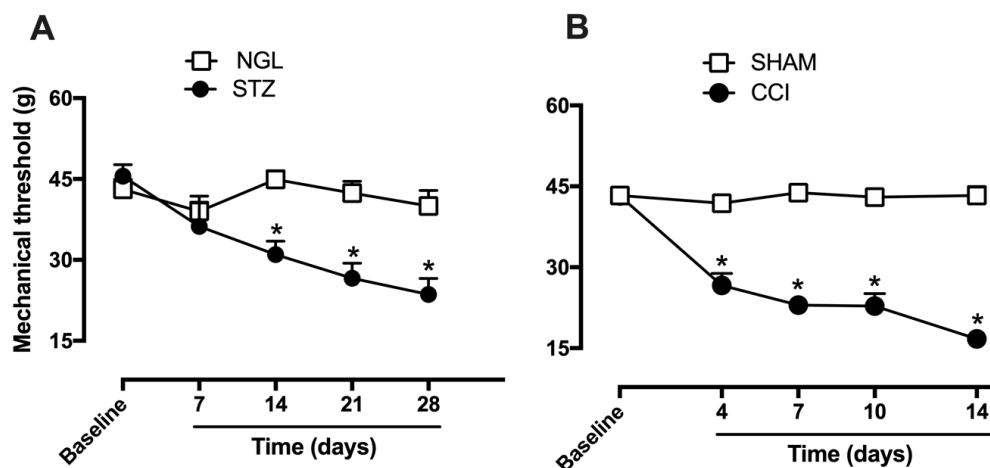 A
NGL
STZ
Mechanical threshold (g)
60
45
30
15
*
*
*
Baseline
7
14
21
28
Time (days)
B
SHAM
CCI
60
45
30
15
*
*
*
*
Baseline
4
7
10
14
Time (days)